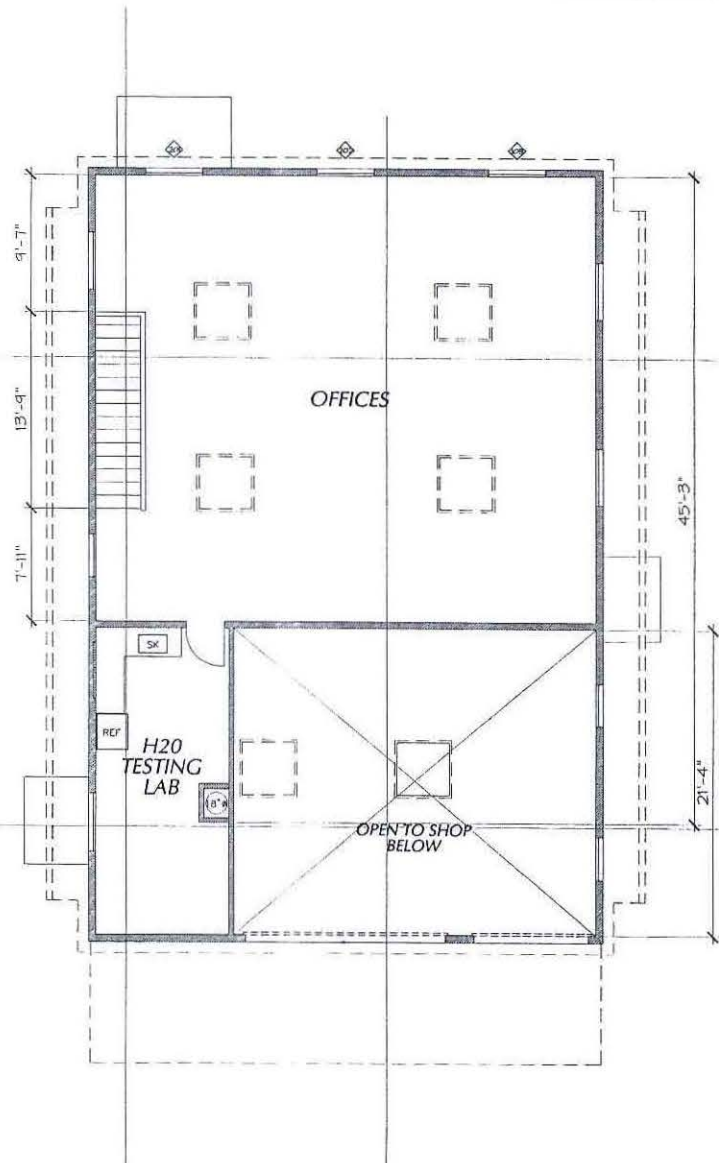 9'-7"
13'-9"
OFFICES
45'-3"
7'-11"
SK
REF
H20
TESTING
LAB
21'-4"
OPEN TO SHOP
BELOW